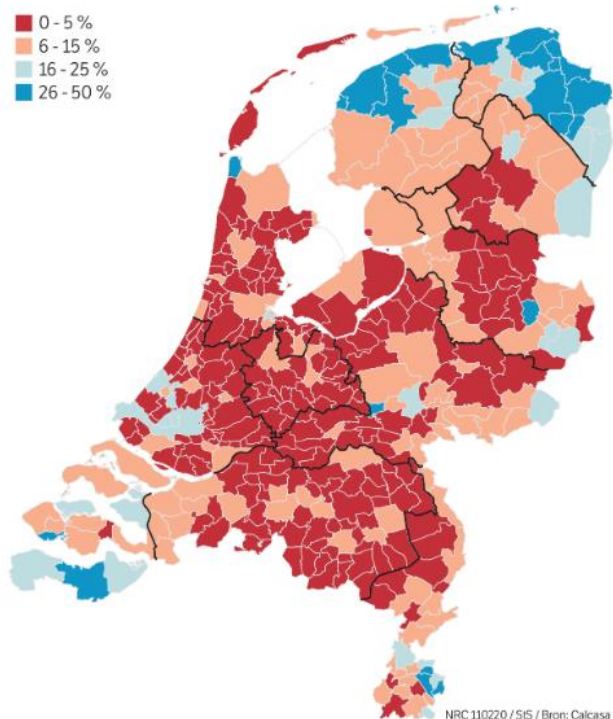 0 - 5 %
6 - 15 %
16 - 25 %
26 - 50 %
NRC 110220 / StS / Bron: Calcasa